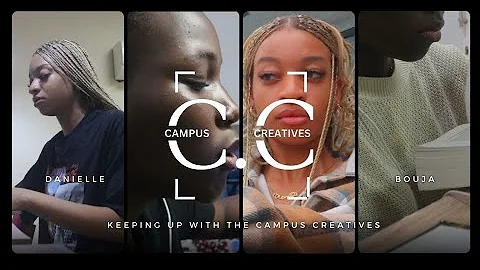 C.C
CAMPUS CREATIVES
DANIELLE BOUJA
KEEPING UP WITH THE CAMPUS CREATIVES